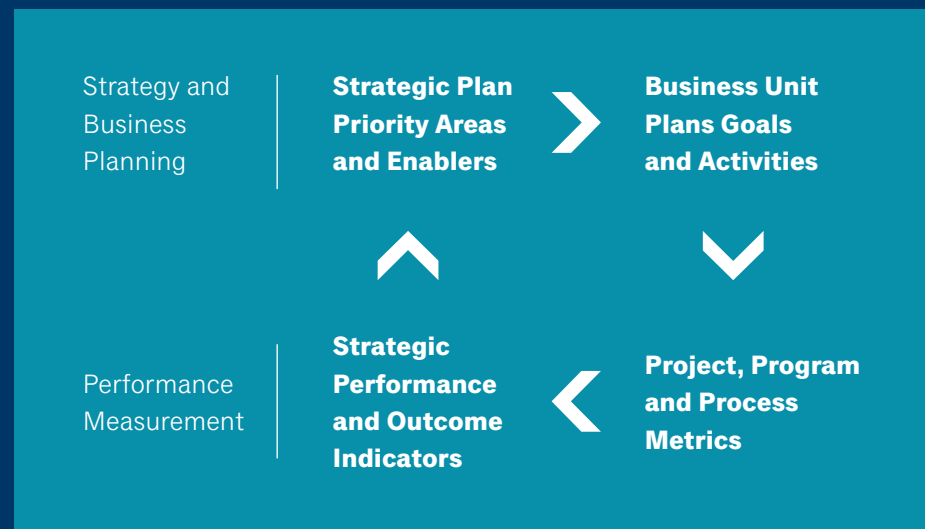 Strategy and
Business
Planning
Strategic Plan
Priority Areas
and Enablers
Business Unit
Plans Goals
and Activities
Performance
Measurement
Strategic
Performance
and Outcome
Indicators
Project, Program
and Process
Metrics